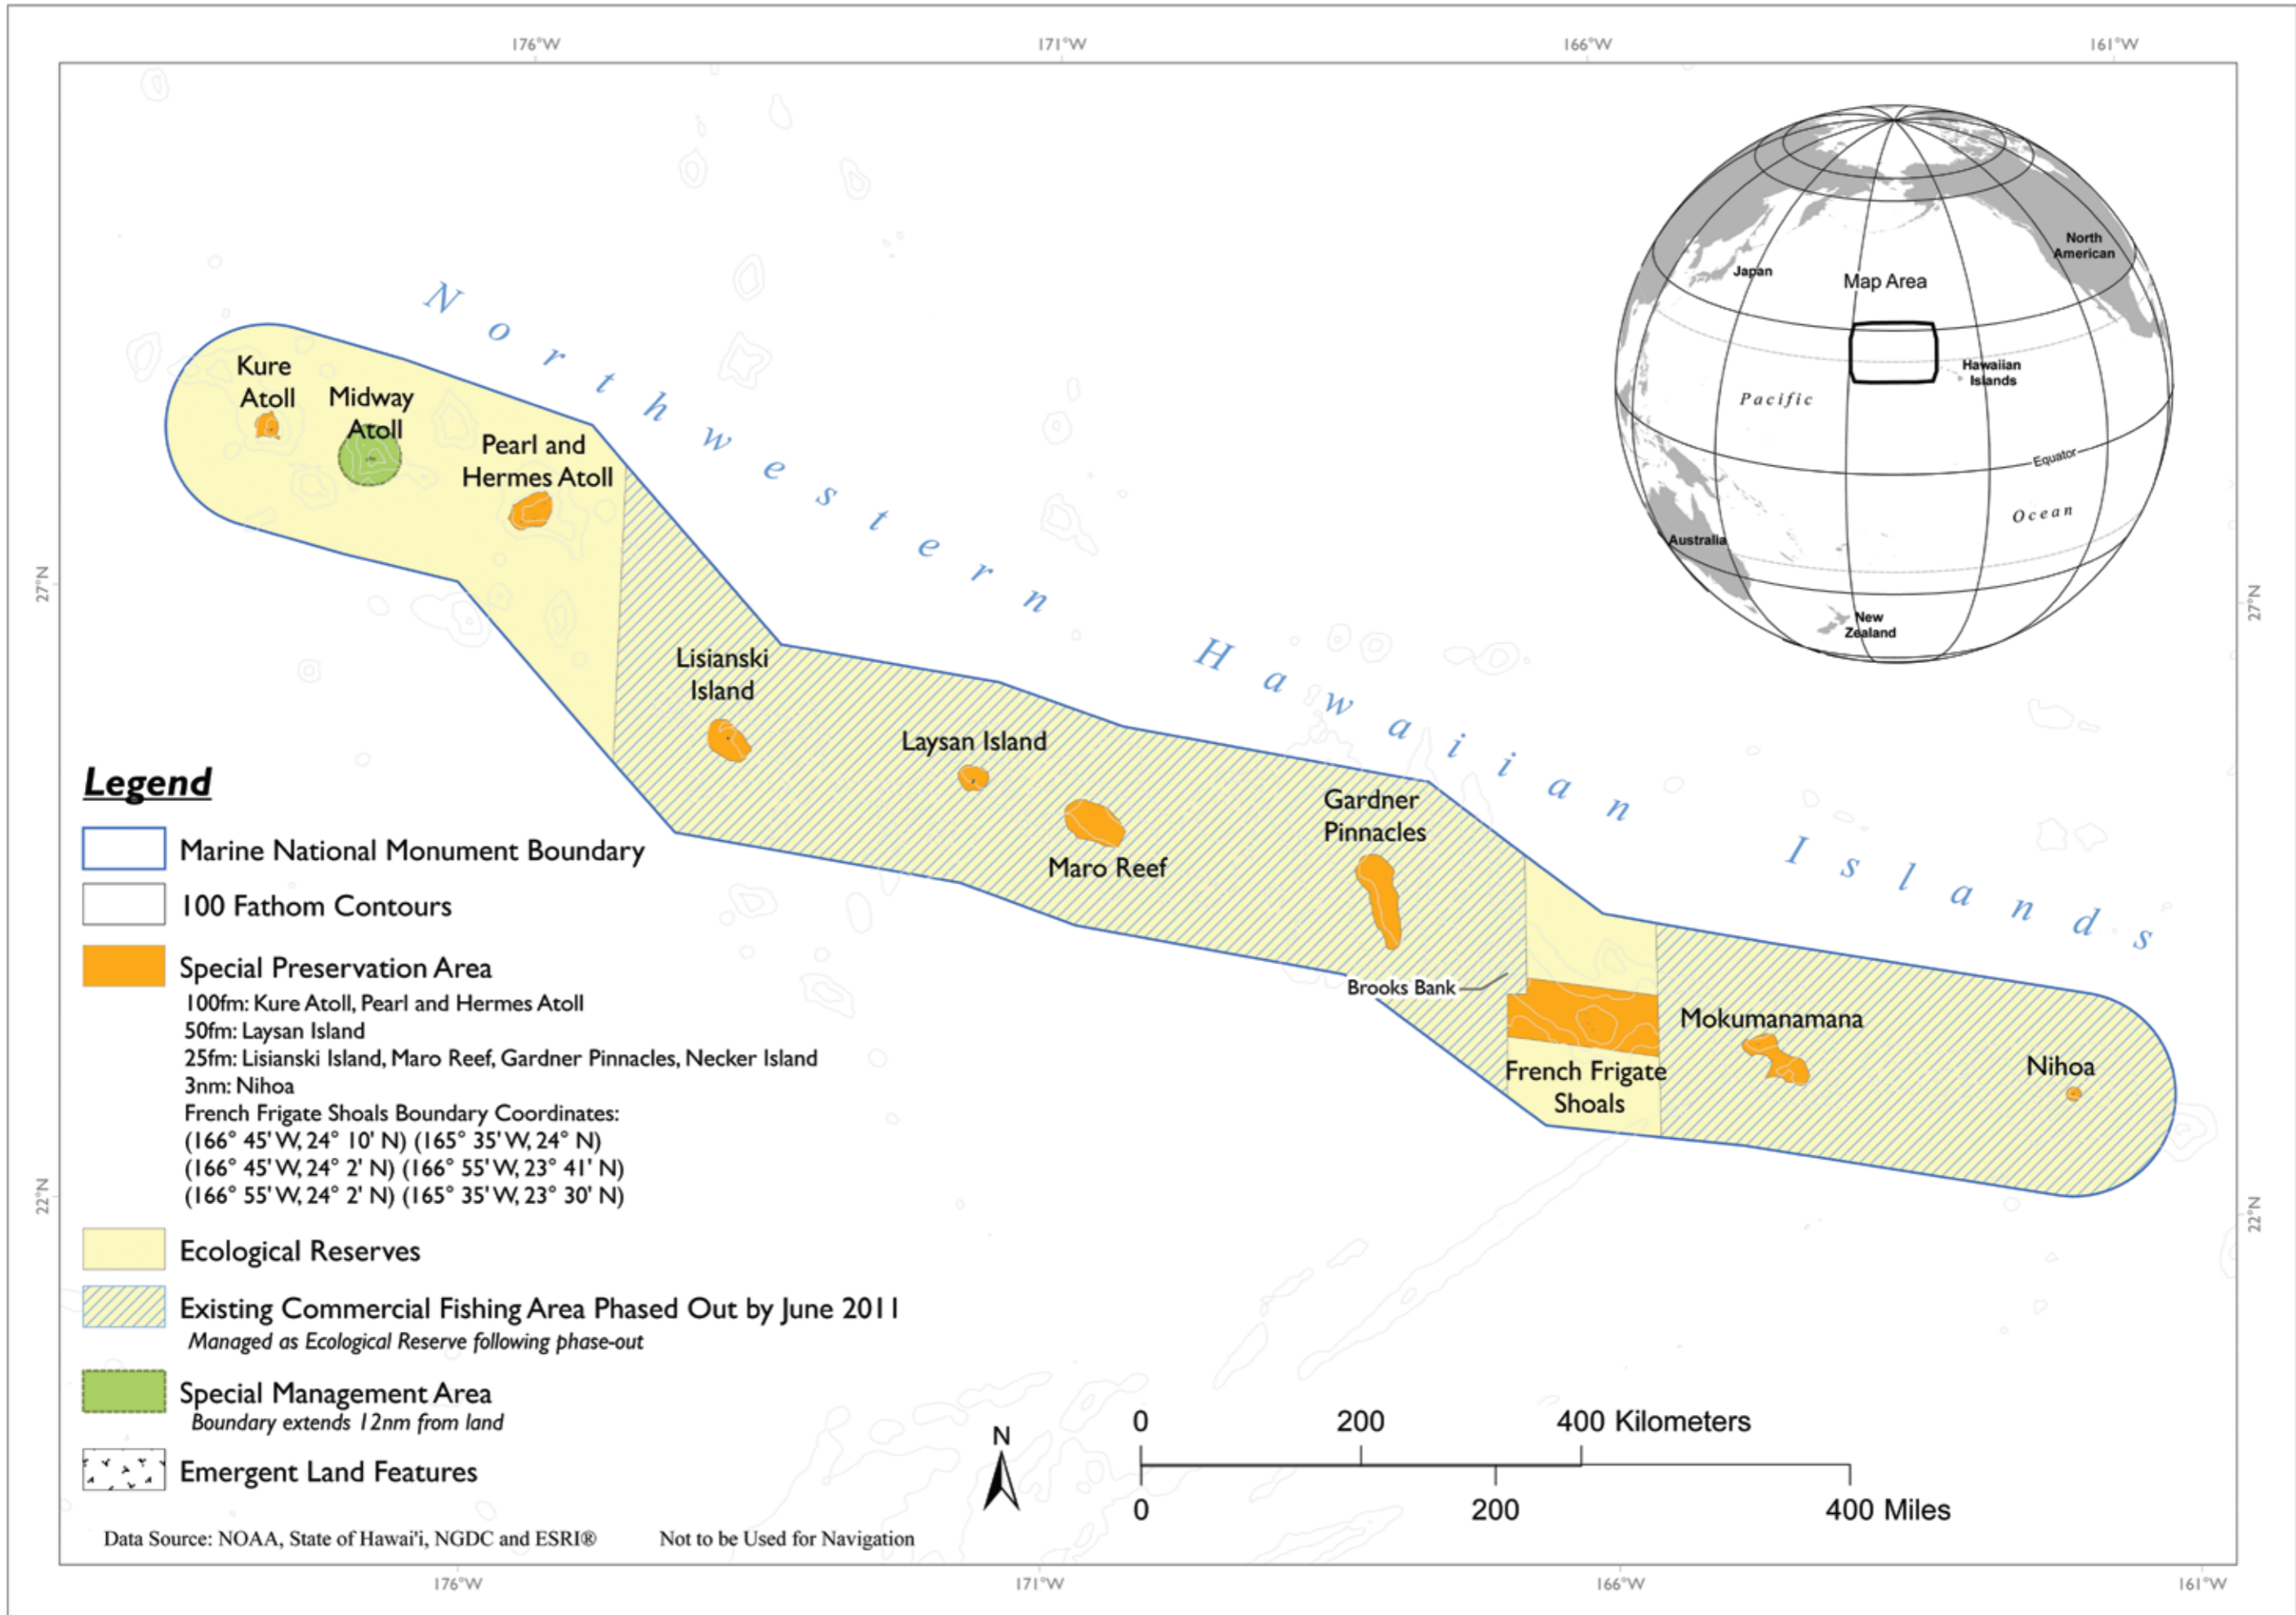 176°W 171°W 166°W 161°W
Northwestern Hawaiian Islands
Kure
Atoll
Midway
Atoll
Pearl and
Hermes Atoll
Lisianski
Island
Laysan Island
Maro Reef
Gardner
Pinnacles
Brooks Bank
French Frigate
Shoals
Mokumanamana
Nihoa
North
American
Japan
Map Area
Hawaiian
Islands
Pacific
Equator
Ocean
Australia
New
Zealand
27°N
27°N
22°N
22°N
Legend
Marine National Monument Boundary
100 Fathom Contours
Special Preservation Area
100fm: Kure Atoll, Pearl and Hermes Atoll
50fm: Laysan Island
25fm: Lisianski Island, Maro Reef, Gardner Pinnacles, Necker Island
3nm: Nihoa
French Frigate Shoals Boundary Coordinates:
(166° 45' W, 24° 10' N) (165° 35' W, 24° N)
(166° 45' W, 24° 2' N) (166° 55' W, 23° 41' N)
(166° 55' W, 24° 2' N) (165° 35' W, 23° 30' N)
Ecological Reserves
Existing Commercial Fishing Area Phased Out by June 2011
Managed as Ecological Reserve following phase-out
Special Management Area
Boundary extends 12nm from land
Emergent Land Features
N
0 200 400 Kilometers
0 200 400 Miles
Data Source: NOAA, State of Hawai'i, NGDC and ESRI® Not to be Used for Navigation
176°W 171°W 166°W 161°W